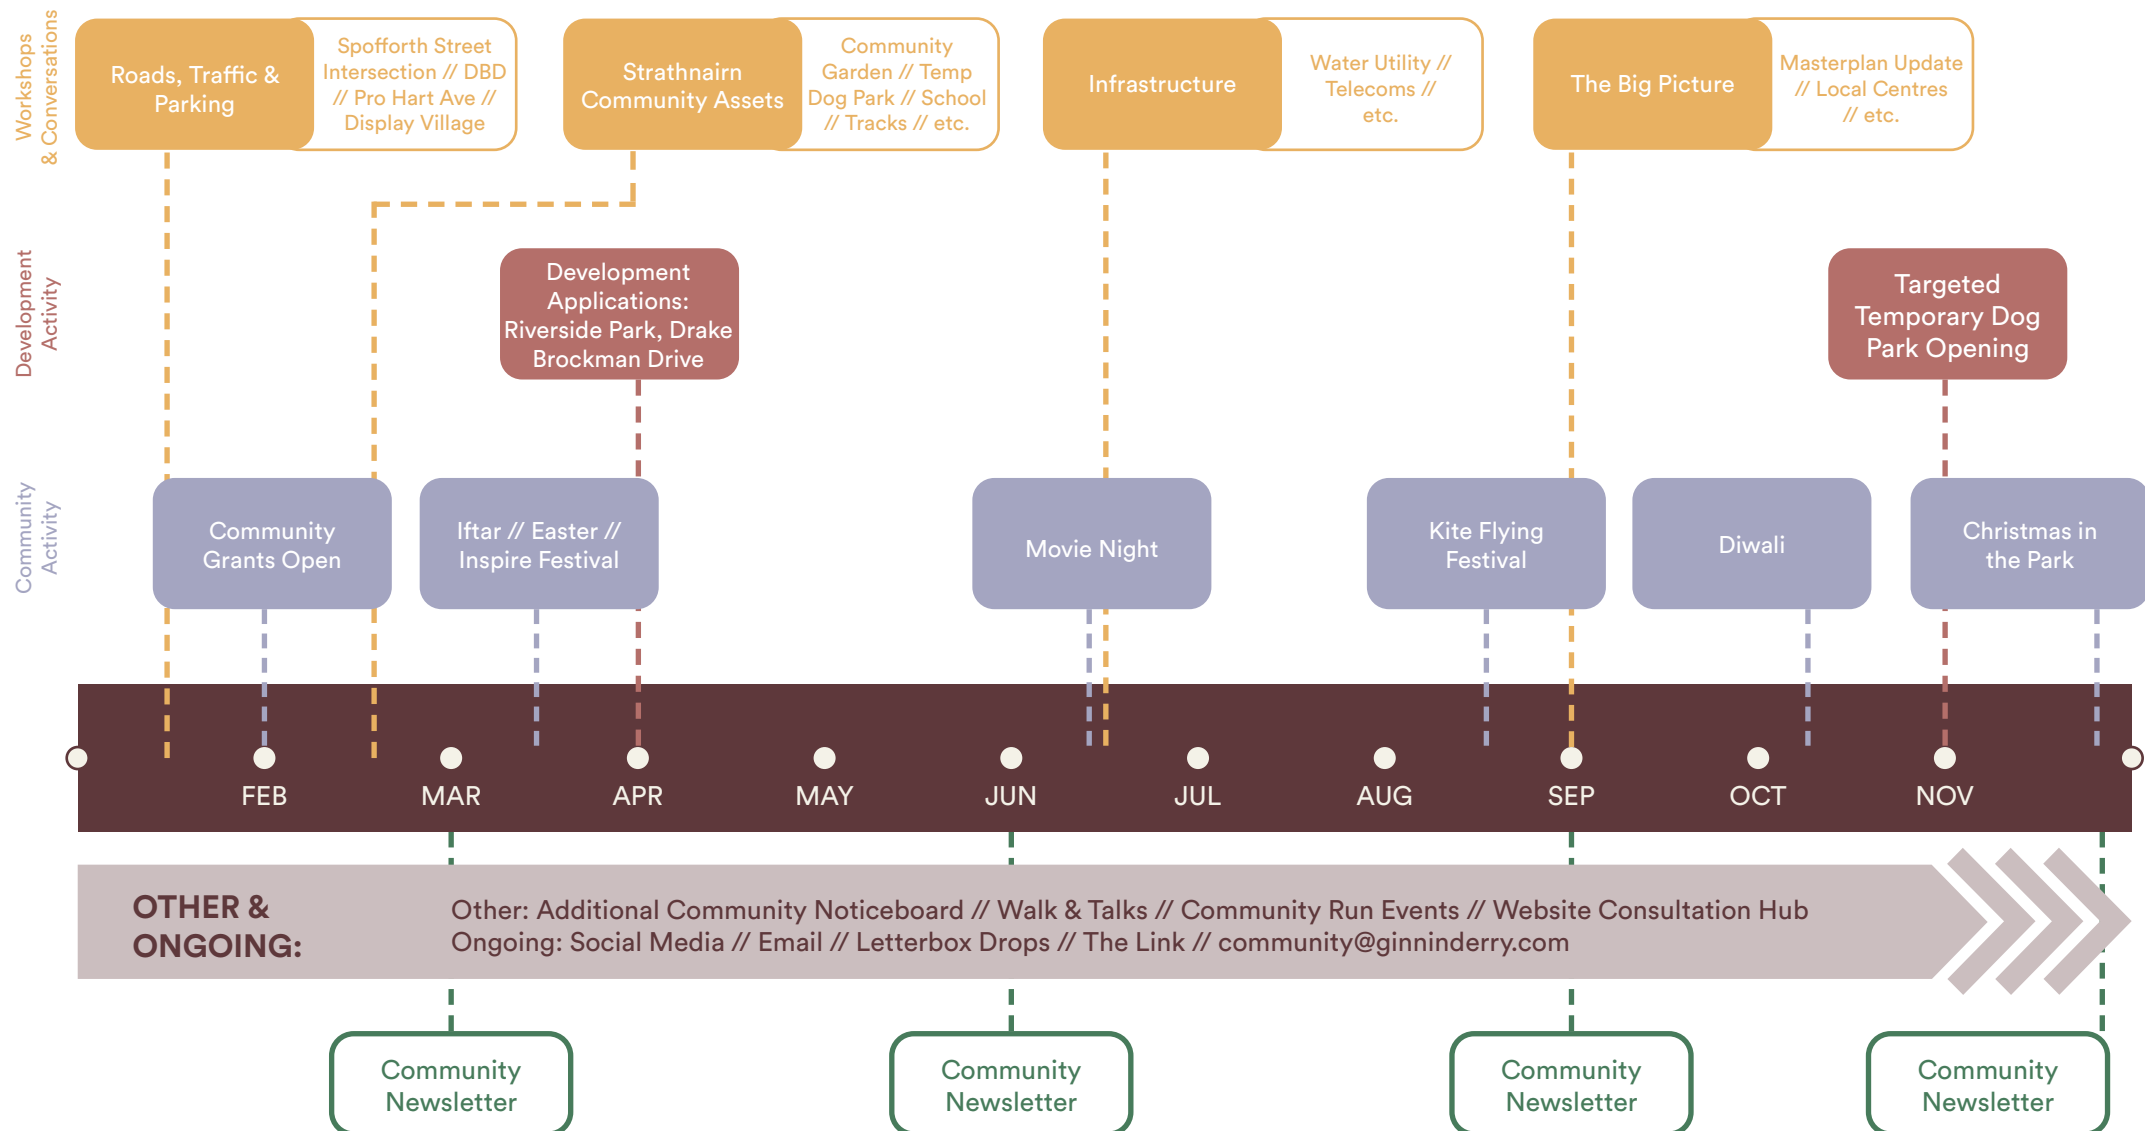 Workshops
& Conversations
Roads, Traffic &
Parking
Spofforth Street
Intersection // DBD
// Pro Hart Ave //
Display Village
Strathnairn
Community Assets
Community
Garden // Temp
Dog Park // School
// Tracks // etc.
Infrastructure
Water Utility //
Telecoms //
etc.
The Big Picture
Masterplan Update
// Local Centres
// etc.
Development
Activity
Development
Applications:
Riverside Park, Drake
Brockman Drive
Targeted
Temporary Dog
Park Opening
Community
Activity
Community
Grants Open
Iftar // Easter //
Inspire Festival
Movie Night
Kite Flying
Festival
Diwali
Christmas in
the Park
FEB
MAR
APR
MAY
JUN
JUL
AUG
SEP
OCT
NOV
OTHER &
ONGOING:
Other: Additional Community Noticeboard // Walk & Talks // Community Run Events // Website Consultation Hub
Ongoing: Social Media // Email // Letterbox Drops // The Link // community@ginninderry.com
Community
Newsletter
Community
Newsletter
Community
Newsletter
Community
Newsletter